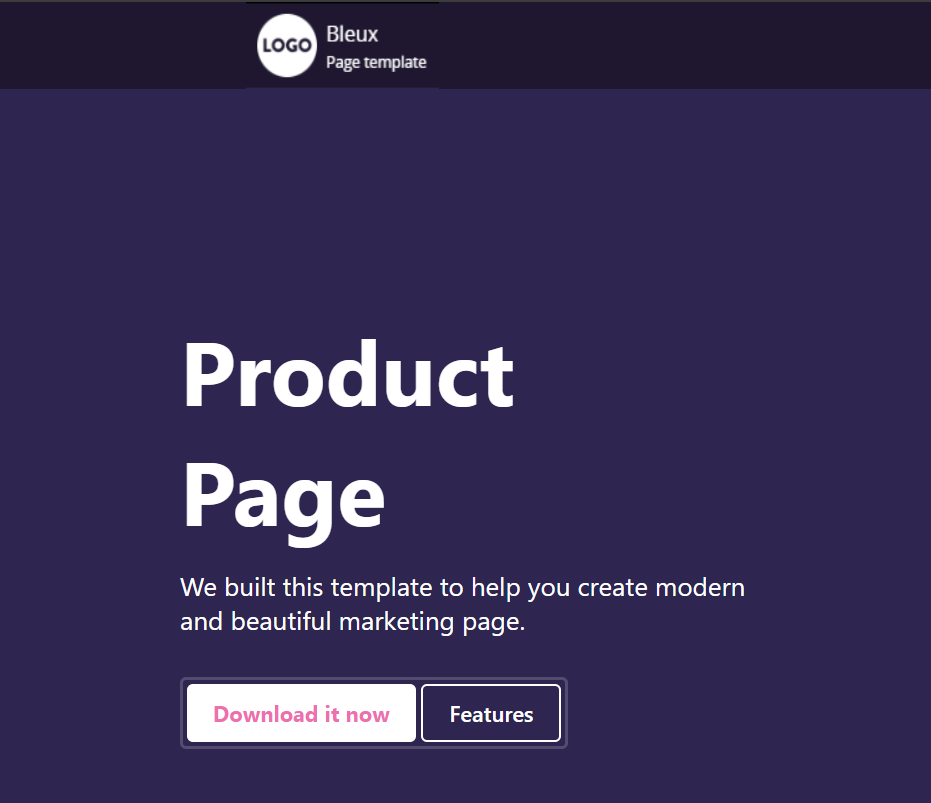 LOGO
Bleux
Page template
Product
Page
We built this template to help you create modern
and beautiful marketing page.
Download it now
Features